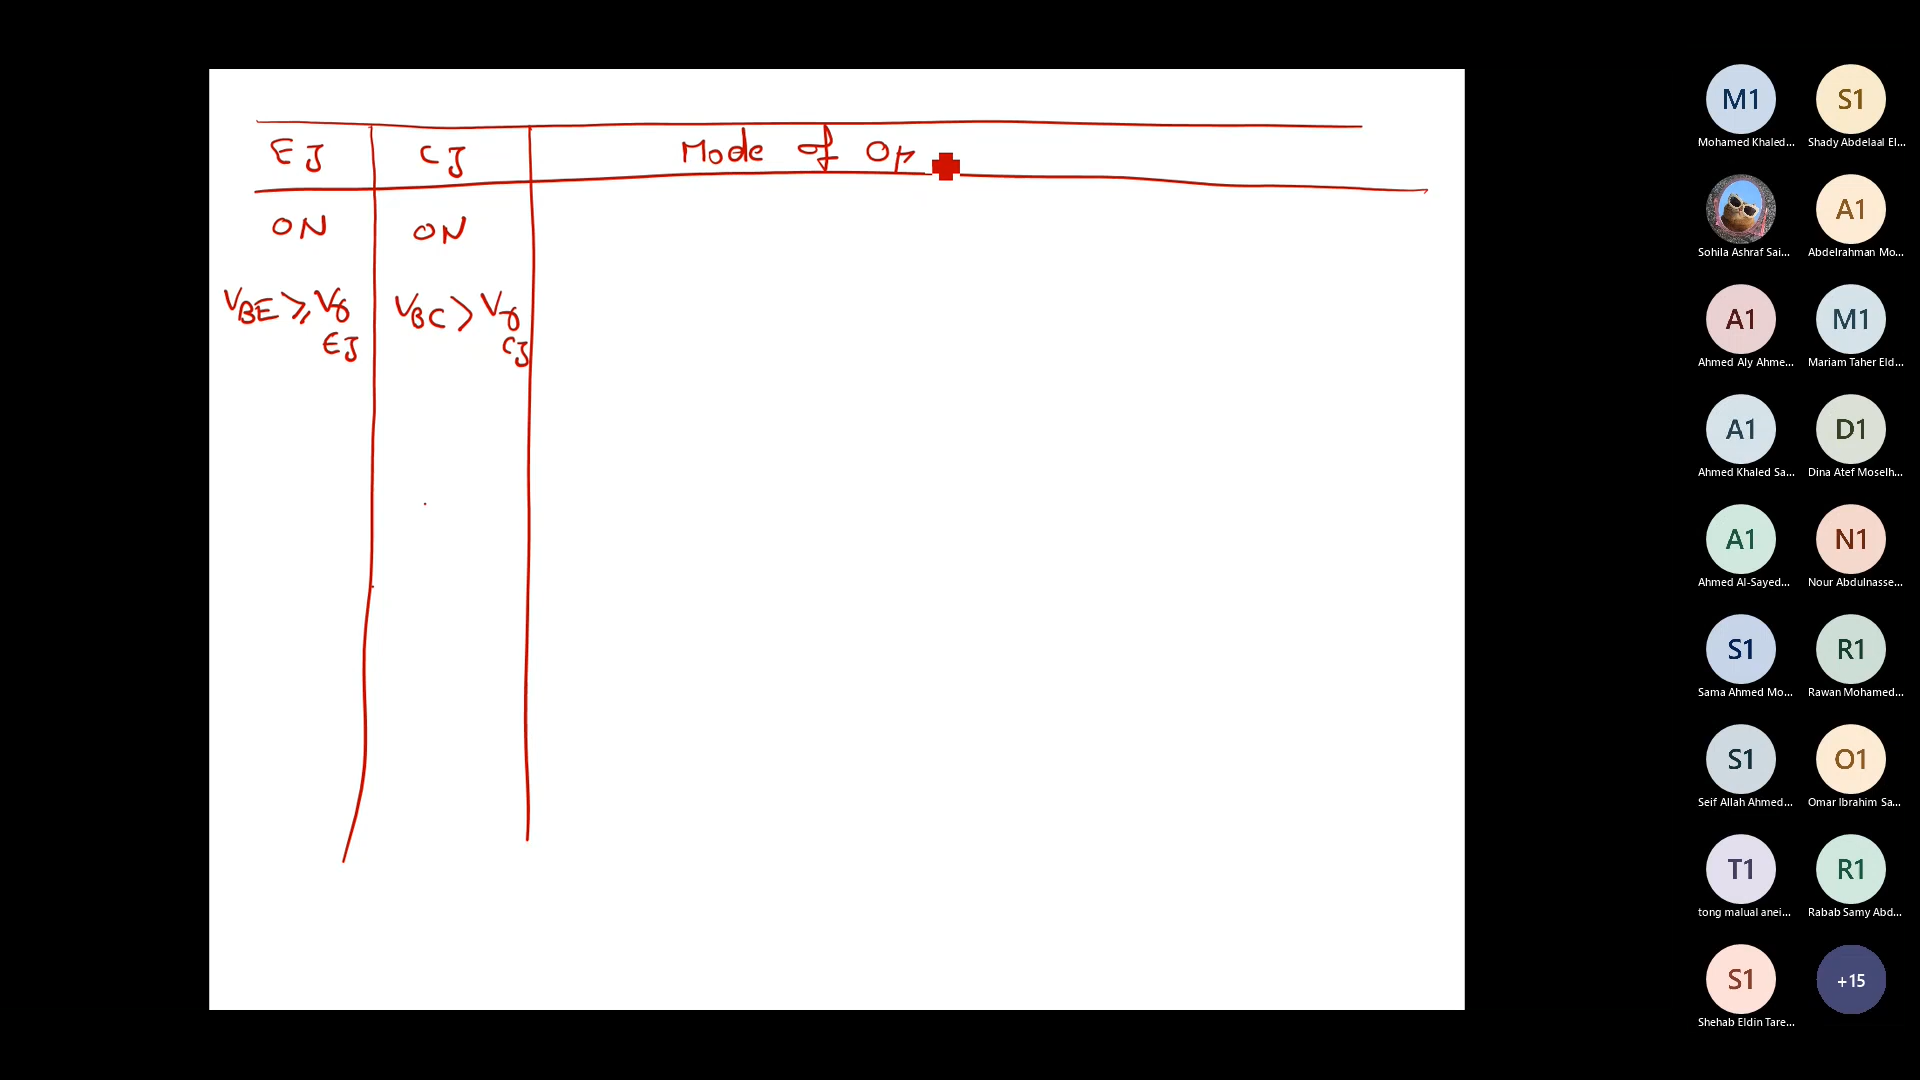 EJ CJ Mode of Op
ON ON
VBE ≥ Vγ VBC > Vγ
EJ CJ
M1 S1
Mohamed Khaled... Shady Abdelaal El...
A1
Sohila Ashraf Sai... Abdelrahman Mo...
A1 M1
Ahmed Aly Ahme... Mariam Taher Eld...
A1 D1
Ahmed Khaled Sa... Dina Atef Moselh...
A1 N1
Ahmed Al-Sayed... Nour Abdulnasse...
S1 R1
Sama Ahmed Mo... Rawan Mohamed...
S1 O1
Seif Allah Ahmed... Omar Ibrahim Sa...
T1 R1
tong malual anei... Rabab Samy Abd...
S1 +15
Shehab Eldin Tare...